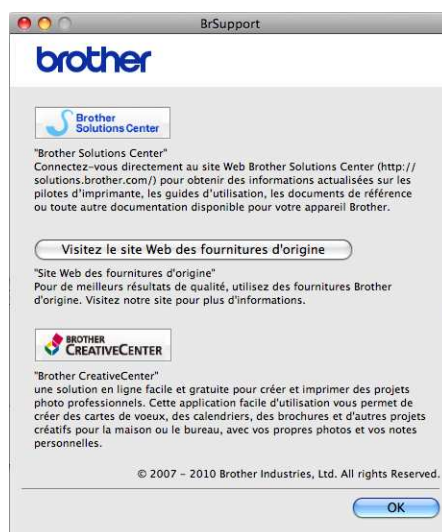 BrSupport
brother
Brother
Solutions Center
"Brother Solutions Center"
Connectez-vous directement au site Web Brother Solutions Center (http://
solutions.brother.com/) pour obtenir des informations actualisées sur les
pilotes d'imprimante, les guides d'utilisation, les documents de référence
ou toute autre documentation disponible pour votre appareil Brother.
Visitez le site Web des fournitures d'origine
"Site Web des fournitures d'origine"
Pour de meilleurs résultats de qualité, utilisez des fournitures Brother
d'origine. Visitez notre site pour plus d'informations.
BROTHER
CREATIVECENTER
"Brother CreativeCenter"
une solution en ligne facile et gratuite pour créer et imprimer des projets
photo professionnels. Cette application facile d'utilisation vous permet de
créer des cartes de voeux, des calendriers, des brochures et d'autres projets
créatifs pour la maison ou le bureau, avec vos propres photos et vos notes
personnelles.
© 2007 - 2010 Brother Industries, Ltd. All rights Reserved.
OK